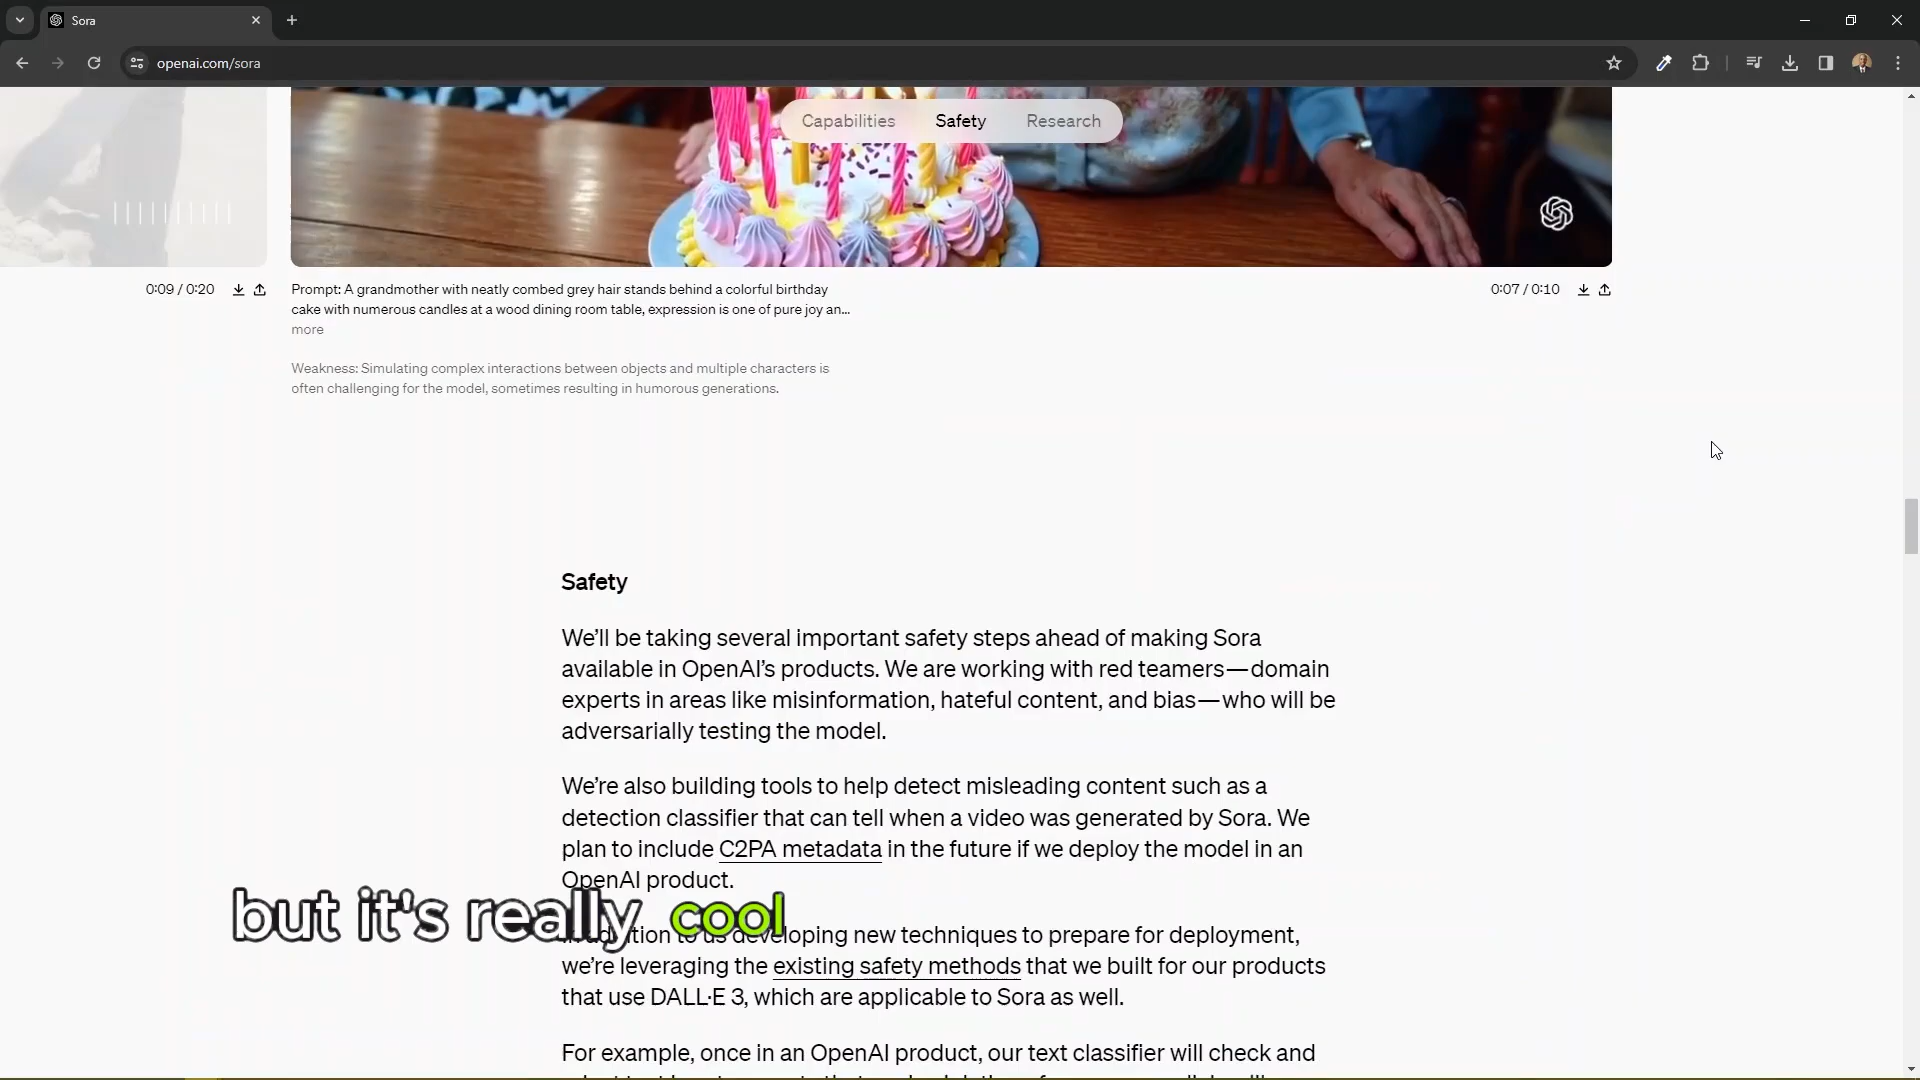 Sora
openai.com/sora
Capabilities Safety Research
0:09 / 0:20
Prompt: A grandmother with neatly combed grey hair stands behind a colorful birthday
cake with numerous candles at a wood dining room table, expression is one of pure joy an...
more
0:07 / 0:10
Weakness: Simulating complex interactions between objects and multiple characters is
often challenging for the model, sometimes resulting in humorous generations.
Safety
We’ll be taking several important safety steps ahead of making Sora
available in OpenAI’s products. We are working with red teamers—domain
experts in areas like misinformation, hateful content, and bias—who will be
adversarially testing the model.
We’re also building tools to help detect misleading content such as a
detection classifier that can tell when a video was generated by Sora. We
plan to include C2PA metadata in the future if we deploy the model in an
OpenAI product.
but it's really cool
In addition to us developing new techniques to prepare for deployment,
we’re leveraging the existing safety methods that we built for our products
that use DALL·E 3, which are applicable to Sora as well.
For example, once in an OpenAI product, our text classifier will check and